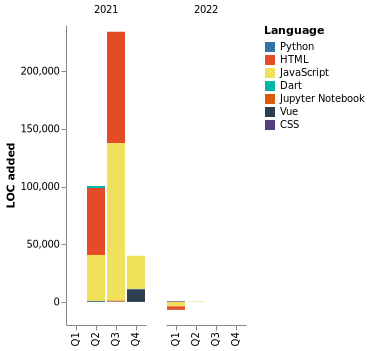 2021
2022
LOC added
200,000
150,000
100,000
50,000
0
Q1
Q2
Q3
Q4
Q1
Q2
Q3
Q4
Language
Python
HTML
JavaScript
Dart
Jupyter Notebook
Vue
CSS